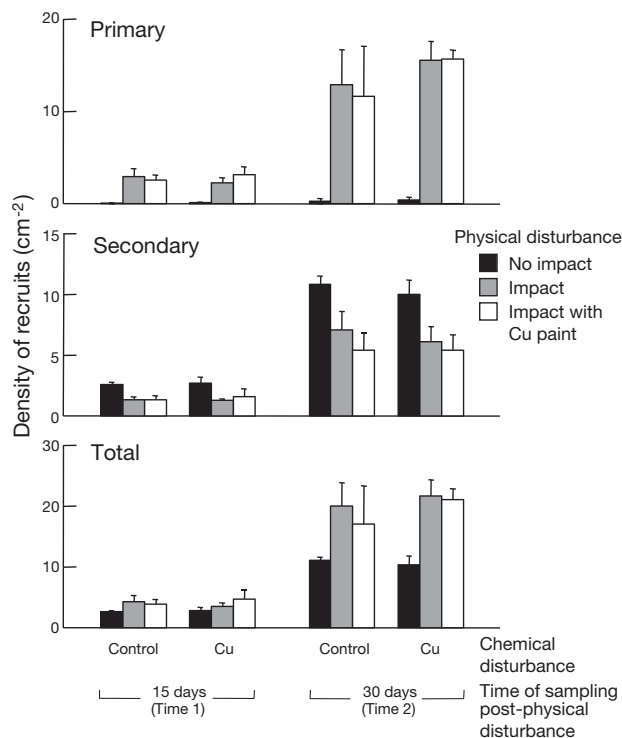 Density of recruits (cm⁻²)
Primary
20
10
0
Secondary
15
10
5
0
Physical disturbance
No impact
Impact
Impact with
Cu paint
Total
30
20
10
0
Control
Cu
Control
Cu
Chemical
disturbance
15 days
(Time 1)
30 days
(Time 2)
Time of sampling
post-physical
disturbance